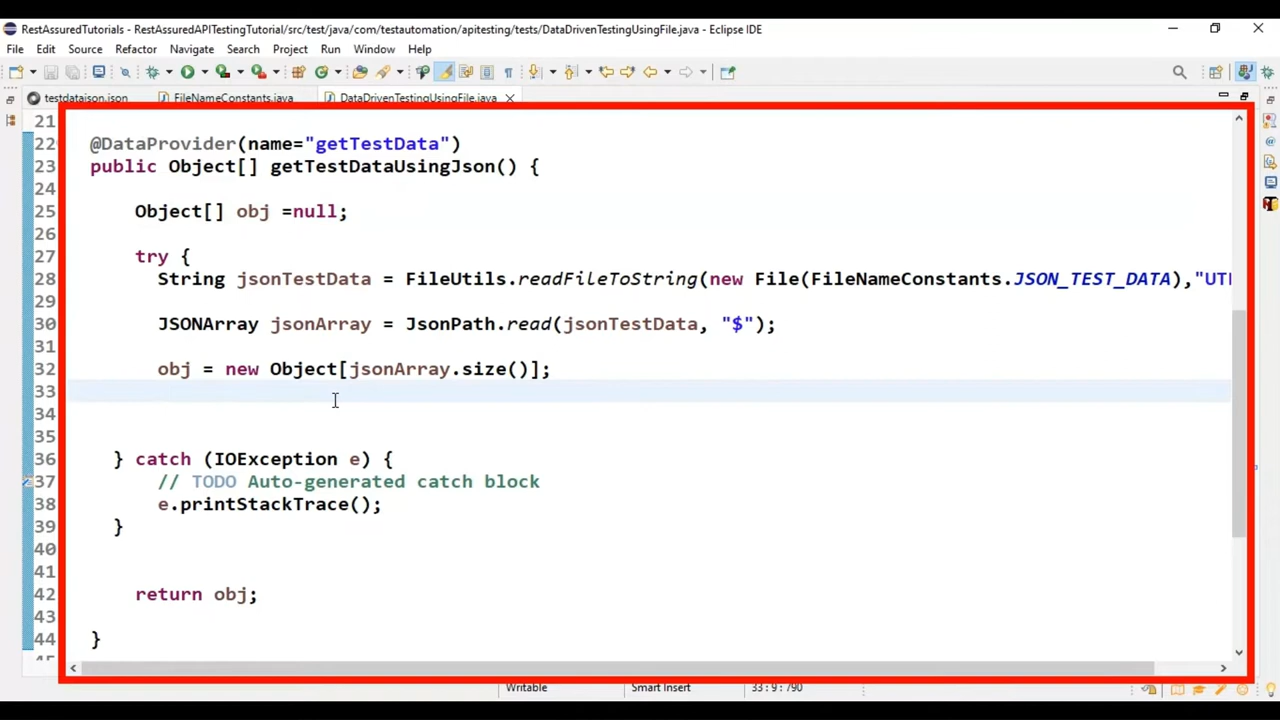 RestAssuredTutorials - RestAssuredAPITestingTutorial/src/test/java/com/testautomation/apitesting/tests/DataDrivenTestingUsingFile.java - Eclipse IDE
File Edit Source Refactor Navigate Search Project Run Window Help
testdataison.json FileNameConstants.java DataDrivenTestingUsingFile.java
21
22 @DataProvider(name="getTestData")
23 public Object[] getTestDataUsingJson() {
24
25 Object[] obj =null;
26
27 try {
28 String jsonTestData = FileUtils.readFileToString(new File(FileNameConstants.JSON_TEST_DATA),"UT
29
30 JSONArray jsonArray = JsonPath.read(jsonTestData, "$");
31
32 obj = new Object[jsonArray.size()];
33
34
35
36 } catch (IOException e) {
37 // TODO Auto-generated catch block
38 e.printStackTrace();
39 }
40
41
42 return obj;
43
44 }
Writable Smart Insert 33 : 9 : 790